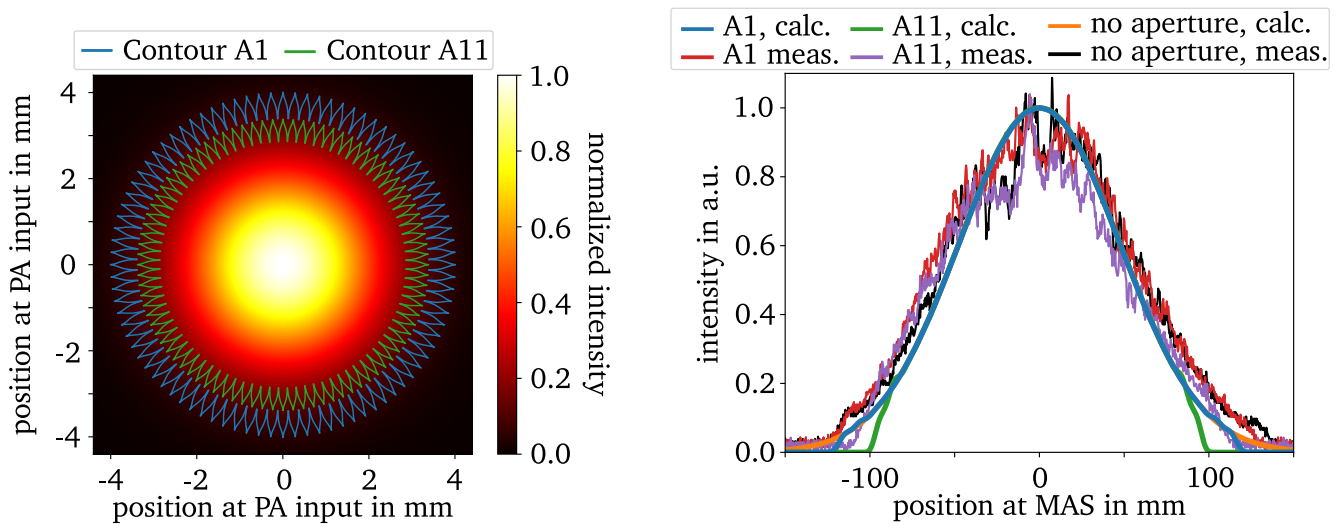 Contour A1 Contour A11
position at PA input in mm
4
2
0
-2
-4
-4 -2 0 2 4
position at PA input in mm
1.0
0.8
0.6
0.4
0.2
0.0
normalized intensity
A1, calc. A11, calc. no aperture, calc.
A1 meas. A11, meas. no aperture, meas.
intensity in a.u.
1.0
0.8
0.6
0.4
0.2
0.0
-100 0 100
position at MAS in mm